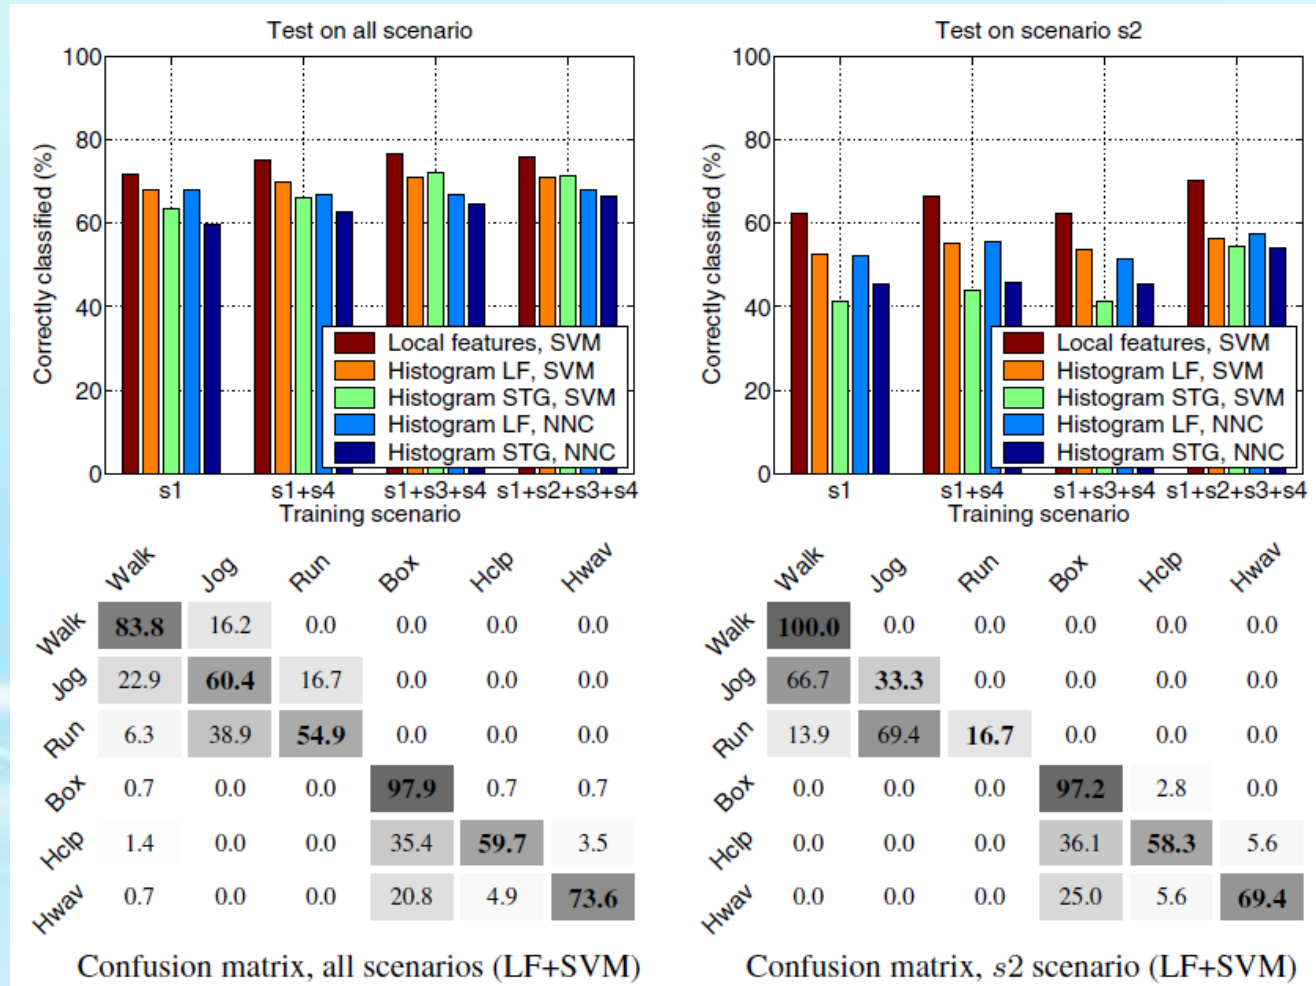 Test on all scenario
100
80
60
40
20
0
Correctly classified (%)
Local features, SVM
Histogram LF, SVM
Histogram STG, SVM
Histogram LF, NNC
Histogram STG, NNC
s1 s1+s4 s1+s3+s4 s1+s2+s3+s4
Training scenario
Test on scenario s2
100
80
60
40
20
0
Correctly classified (%)
Local features, SVM
Histogram LF, SVM
Histogram STG, SVM
Histogram LF, NNC
Histogram STG, NNC
s1 s1+s4 s1+s3+s4 s1+s2+s3+s4
Training scenario
Walk Jog Run Box Hclp Hwav
Walk 83.8 16.2 0.0 0.0 0.0 0.0
Jog 22.9 60.4 16.7 0.0 0.0 0.0
Run 6.3 38.9 54.9 0.0 0.0 0.0
Box 0.7 0.0 0.0 97.9 0.7 0.7
Hclp 1.4 0.0 0.0 35.4 59.7 3.5
Hwav 0.7 0.0 0.0 20.8 4.9 73.6
Confusion matrix, all scenarios (LF+SVM)
Walk Jog Run Box Hclp Hwav
Walk 100.0 0.0 0.0 0.0 0.0 0.0
Jog 66.7 33.3 0.0 0.0 0.0 0.0
Run 13.9 69.4 16.7 0.0 0.0 0.0
Box 0.0 0.0 0.0 97.2 2.8 0.0
Hclp 0.0 0.0 0.0 36.1 58.3 5.6
Hwav 0.0 0.0 0.0 25.0 5.6 69.4
Confusion matrix, s2 scenario (LF+SVM)